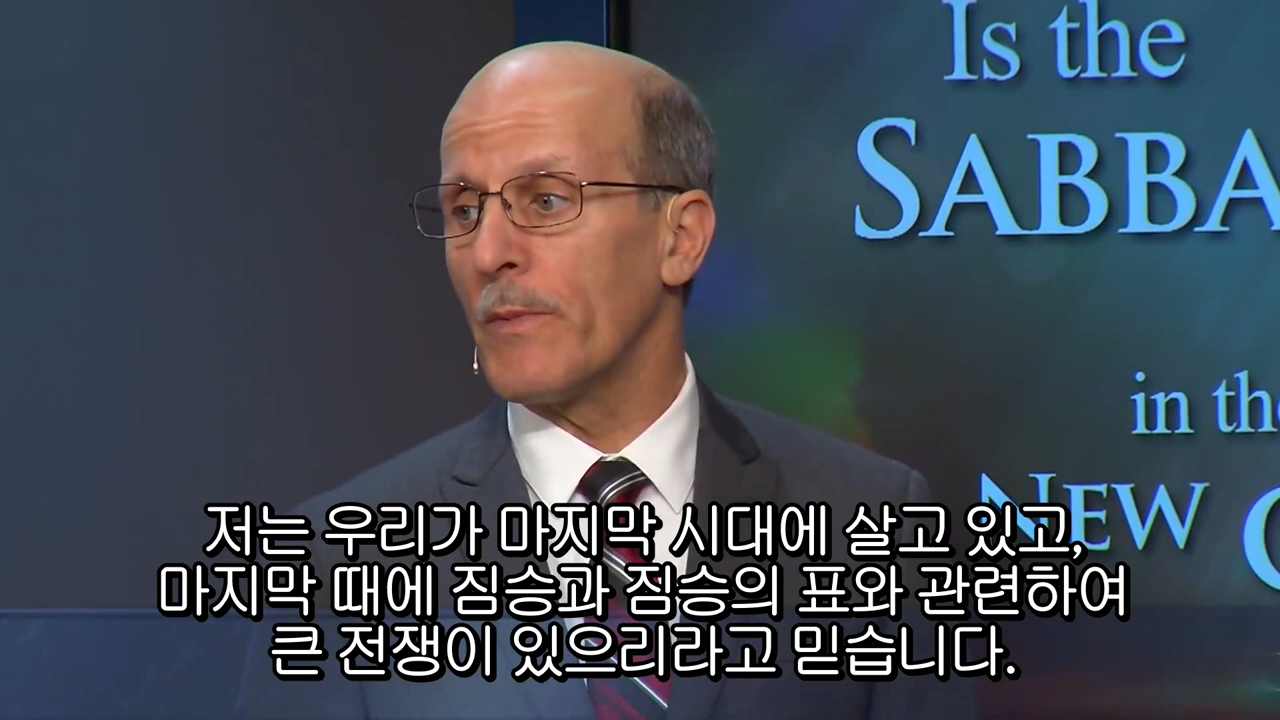 Is the
SABBA
in the
NEW C
저는 우리가 마지막 시대에 살고 있고,
마지막 때에 짐승과 짐승의 표와 관련하여
큰 전쟁이 있으리라고 믿습니다.